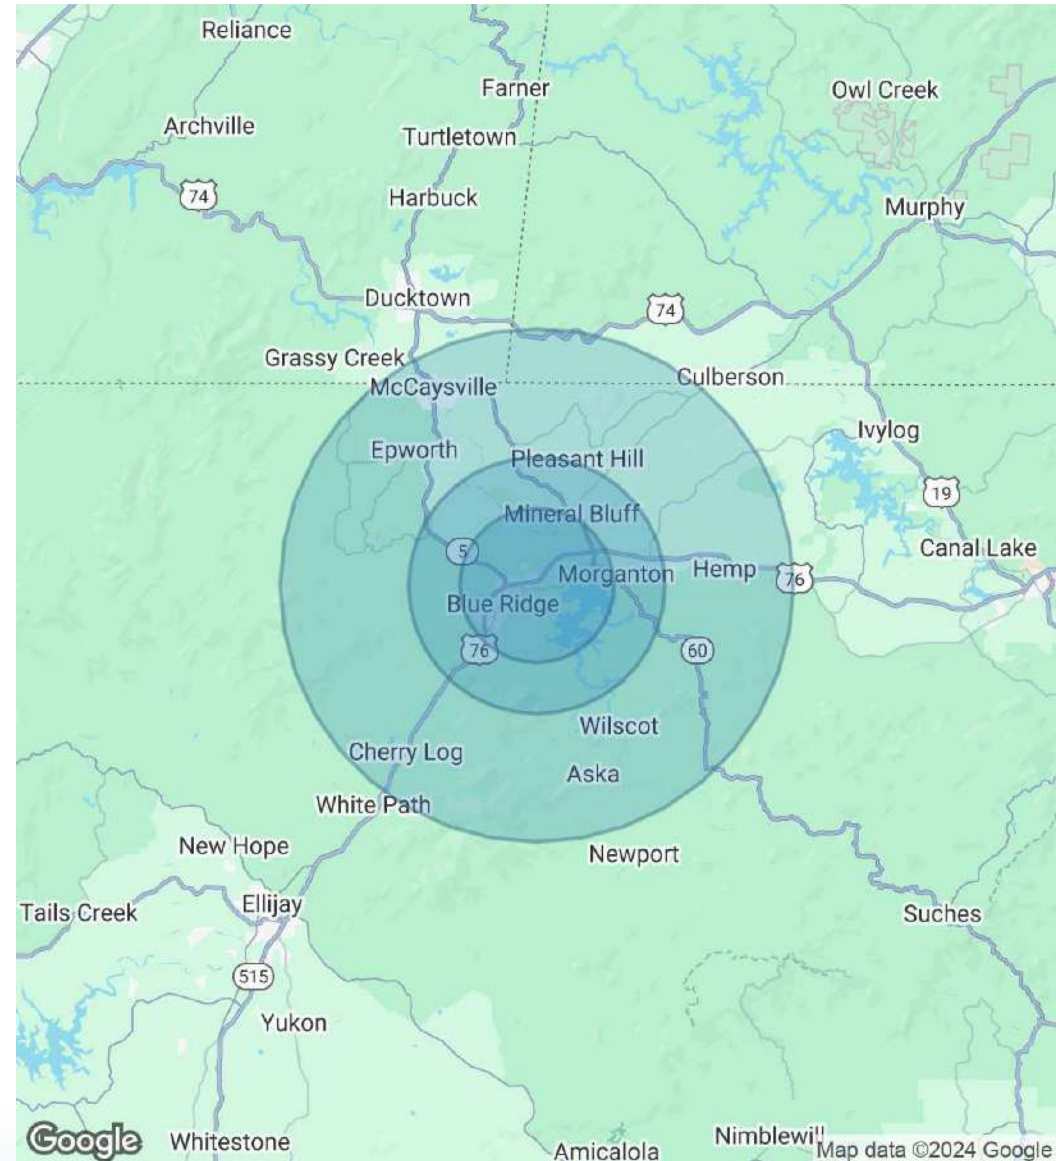 Reliance
Farner
Owl Creek
Archville
Turtletown
74
Harbuck
Murphy
Ducktown
74
Grassy Creek
Culberson
McCaysville
Ivylog
Epworth
Pleasant Hill
19
Mineral Bluff
5
Canal Lake
Morganton
Hemp
76
Blue Ridge
76
60
Wilscot
Cherry Log
Aska
White Path
New Hope
Newport
Ellijay
Tails Creek
Suches
515
Yukon
Google
Whitestone
Amicalola
Nimblewill
Map data ©2024 Google